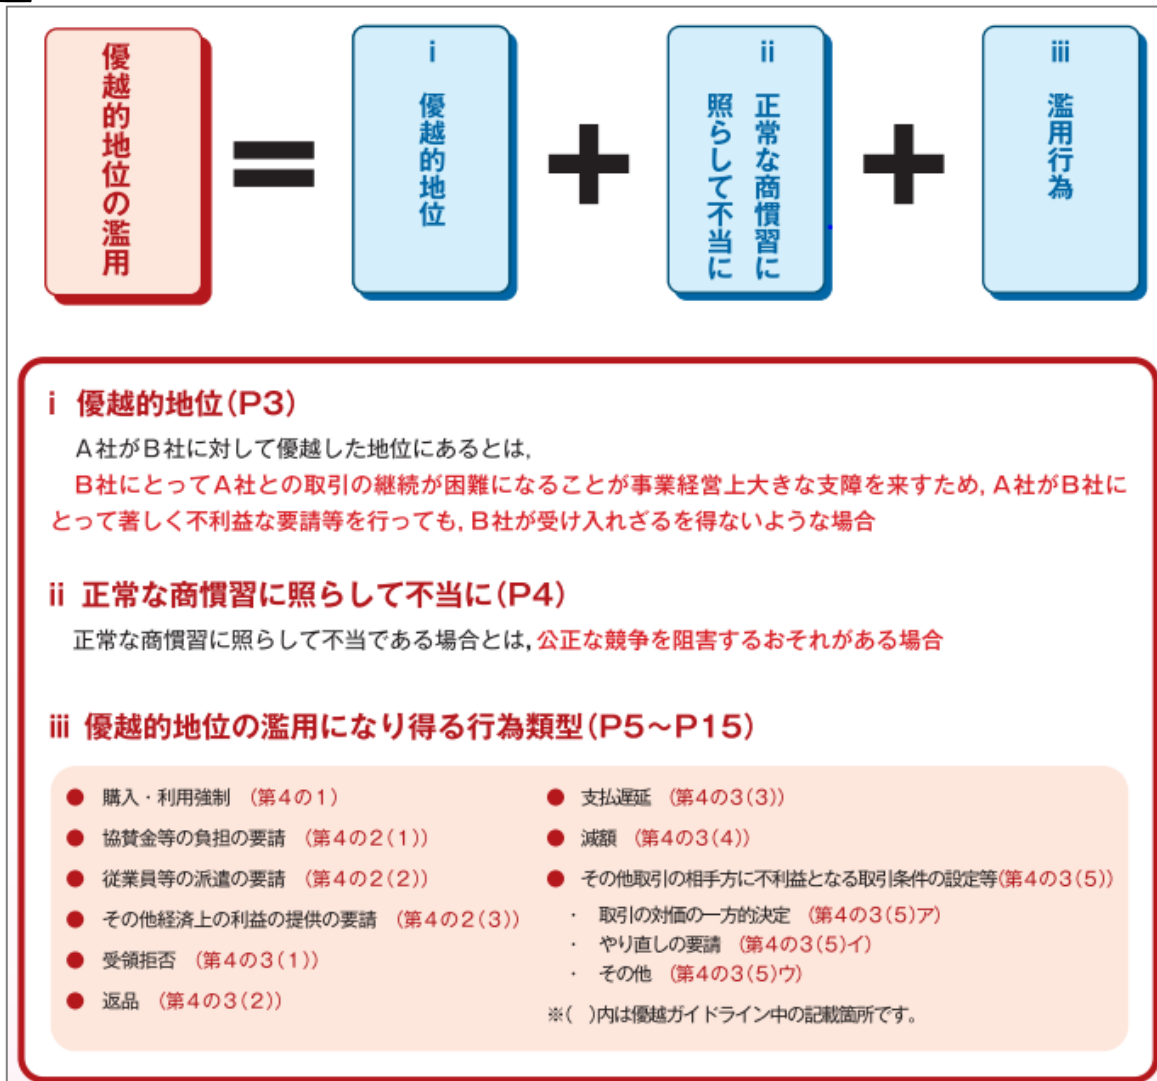 優越的地位の濫用
=
ⅰ 優越的地位
+
ⅱ 正常な商慣習に
照らして不当に
+
ⅲ 濫用行為
ⅰ 優越的地位(P3)
A社がB社に対して優越した地位にあるとは,
B社にとってA社との取引の継続が困難になることが事業経営上大きな支障を来すため, A社がB社に
とって著しく不利益な要請等を行っても, B社が受け入れざるを得ないような場合
ⅱ 正常な商慣習に照らして不当に(P4)
正常な商慣習に照らして不当である場合とは, 公正な競争を阻害するおそれがある場合
ⅲ 優越的地位の濫用になり得る行為類型(P5〜P15)
● 購入・利用強制 (第4の1)
● 協賛金等の負担の要請 (第4の2(1))
● 従業員等の派遣の要請 (第4の2(2))
● その他経済上の利益の提供の要請 (第4の2(3))
● 受領拒否 (第4の3(1))
● 返品 (第4の3(2))
● 支払遅延 (第4の3(3))
● 減額 (第4の3(4))
● その他取引の相手方に不利益となる取引条件の設定等(第4の3(5))
・ 取引の対価の一方的決定 (第4の3(5)ア)
・ やり直しの要請 (第4の3(5)イ)
・ その他 (第4の3(5)ウ)
※( )内は優越ガイドライン中の記載箇所です。